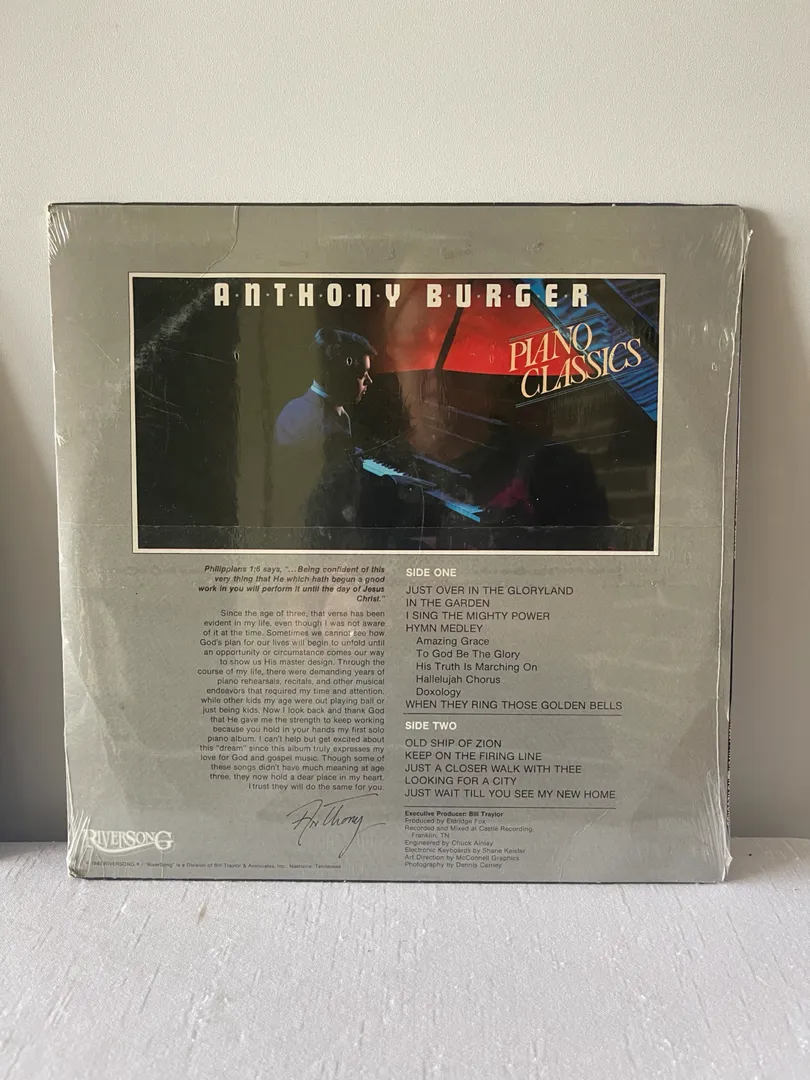 A·N·T·H·O·N·Y B·U·R·G·E·R
PIANO
CLASSICS
Philippians 1:6 says, "...Being confident of this
very thing that He which hath begun a good
work in you will perform it until the day of Jesus
Christ."
Since the age of three, that verse has been
evident in my life, even though I was not aware
of it at the time. Sometimes we cannot see how
God's plan for our lives will begin to unfold until
an opportunity or circumstance comes our way
to show us His master design. Through the
course of my life, there were demanding years of
piano rehearsals, recitals, and other musical
endeavors that required my time and attention,
while other kids my age were out playing ball or
just being kids. Now I look back and thank God
that He gave me the strength to keep working
because you hold in your hands my first solo
piano album. I can't help but get excited about
this "dream" since this album truly expresses my
love for God and gospel music. Though some of
these songs didn't have much meaning at age
three, they now hold a dear place in my heart.
I trust they will do the same for you.
Anthony
RIVERSONG
RIVERSONG ® / "RiverSong" is a Division of Bill Traylor & Associates, Inc., Nashville, Tennessee
SIDE ONE
JUST OVER IN THE GLORYLAND
IN THE GARDEN
I SING THE MIGHTY POWER
HYMN MEDLEY
Amazing Grace
To God Be The Glory
His Truth Is Marching On
Hallelujah Chorus
Doxology
WHEN THEY RING THOSE GOLDEN BELLS
SIDE TWO
OLD SHIP OF ZION
KEEP ON THE FIRING LINE
JUST A CLOSER WALK WITH THEE
LOOKING FOR A CITY
JUST WAIT TILL YOU SEE MY NEW HOME
Executive Producer: Bill Traylor
Produced by Eldridge Fox
Recorded and Mixed at Castle Recording,
Franklin, TN
Engineered by Chuck Ainlay
Electronic Keyboards by Shane Keister
Art Direction by McConnell Graphics
Photography by Dennis Carney